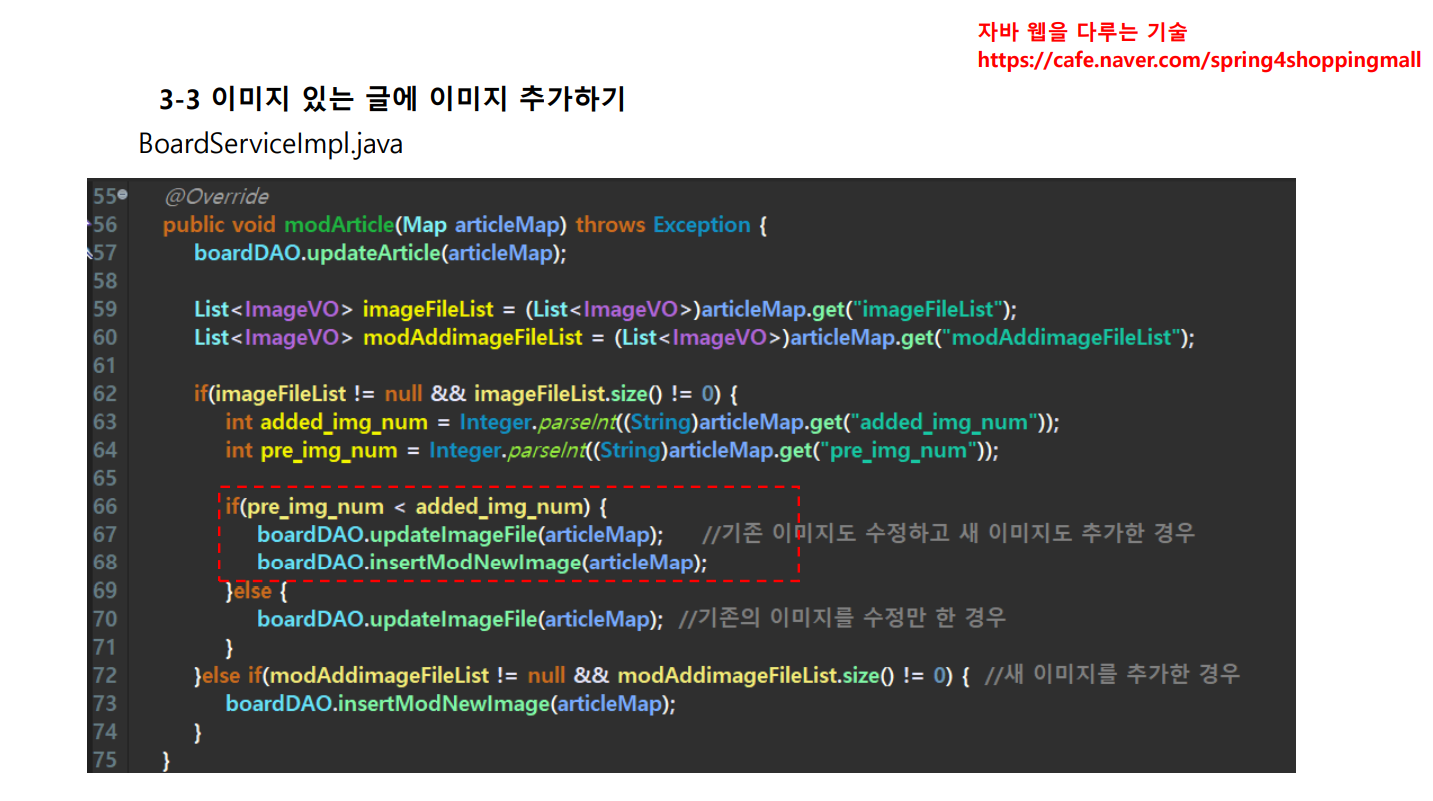 자바 웹을 다루는 기술
https://cafe.naver.com/spring4shoppingmall
3-3 이미지 있는 글에 이미지 추가하기
BoardServiceImpl.java
55 @Override
56 public void modArticle(Map articleMap) throws Exception {
57 boardDAO.updateArticle(articleMap);
58
59 List<ImageVO> imageFileList = (List<ImageVO>)articleMap.get("imageFileList");
60 List<ImageVO> modAddimageFileList = (List<ImageVO>)articleMap.get("modAddimageFileList");
61
62 if(imageFileList != null && imageFileList.size() != 0) {
63 int added_img_num = Integer.parseInt((String)articleMap.get("added_img_num"));
64 int pre_img_num = Integer.parseInt((String)articleMap.get("pre_img_num"));
65
66 if(pre_img_num < added_img_num) {
67 boardDAO.updateImageFile(articleMap); //기존 이미지도 수정하고 새 이미지도 추가한 경우
68 boardDAO.insertModNewImage(articleMap);
69 }else {
70 boardDAO.updateImageFile(articleMap); //기존의 이미지를 수정만 한 경우
71 }
72 }else if(modAddimageFileList != null && modAddimageFileList.size() != 0) { //새 이미지를 추가한 경우
73 boardDAO.insertModNewImage(articleMap);
74 }
75 }